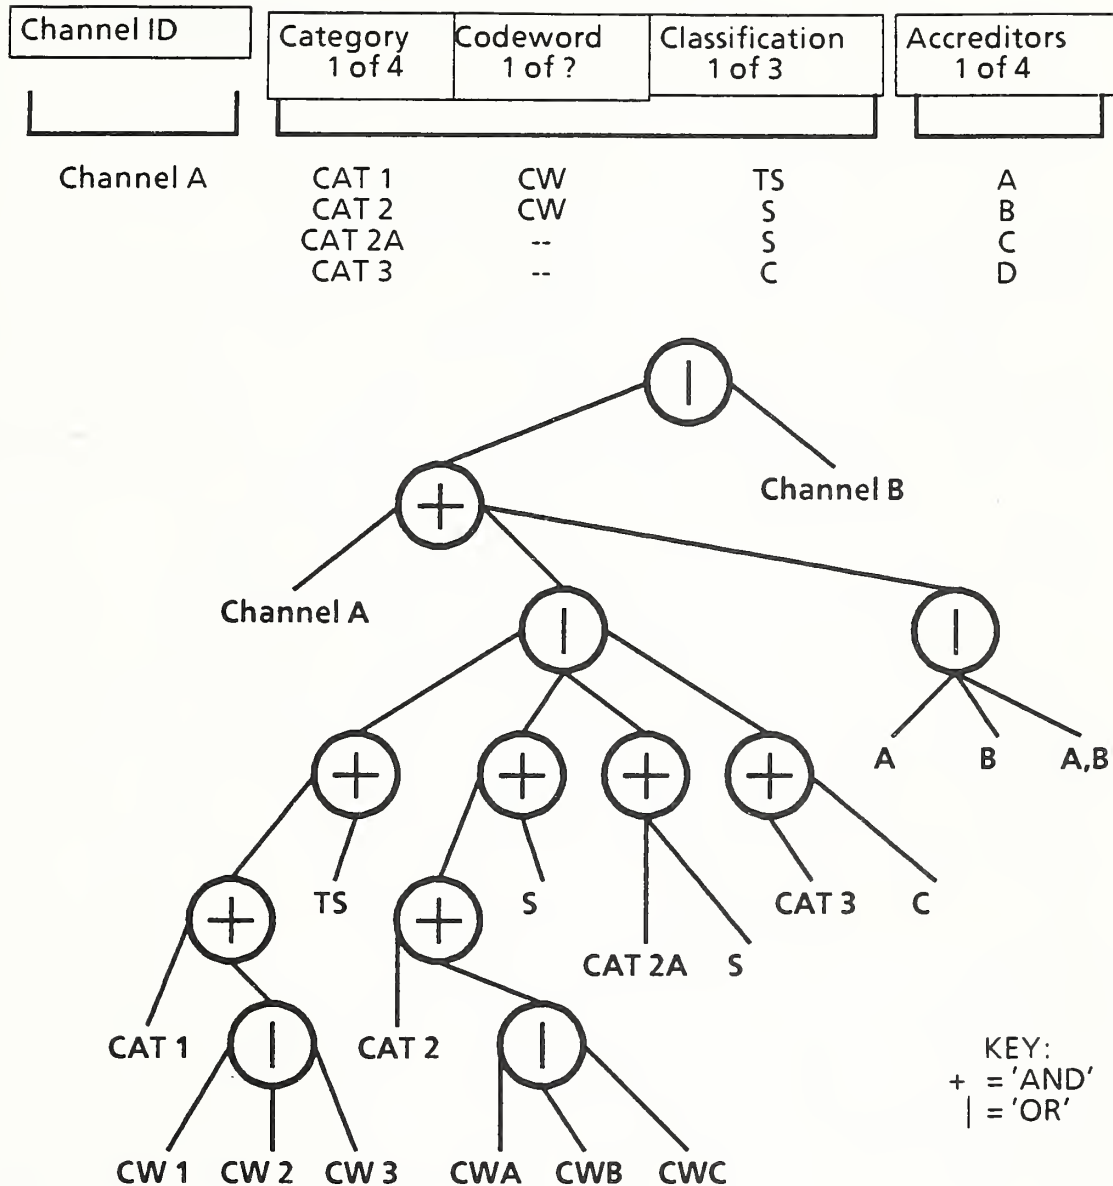 Channel ID
Category
1 of 4
Codeword
1 of ?
Classification
1 of 3
Accreditors
1 of 4
Channel A CAT 1 CW TS A
CAT 2 CW S B
CAT 2A -- S C
CAT 3 -- C D
|
Channel B
+
Channel A
|
|
A B A,B
+ + + +
TS S CAT 3 C
+ +
CAT 2A S
CAT 1 | CAT 2 |
KEY:
+ = 'AND'
| = 'OR'
CW 1 CW 2 CW 3 CWA CWB CWC